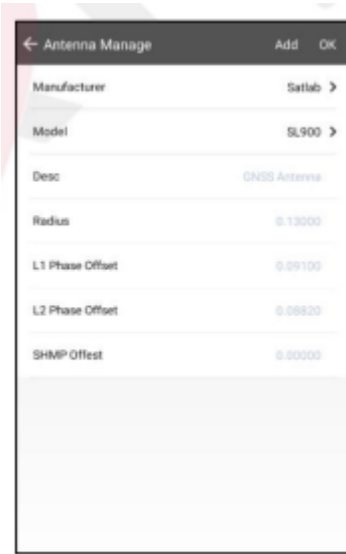 ← Antenna Manage Add OK
Manufacturer Satlab >
Model SL900 >
Desc GNSS Antenna
Radius 0.13000
L1 Phase Offset 0.09100
L2 Phase Offset 0.08820
SHMP Offest 0.00000